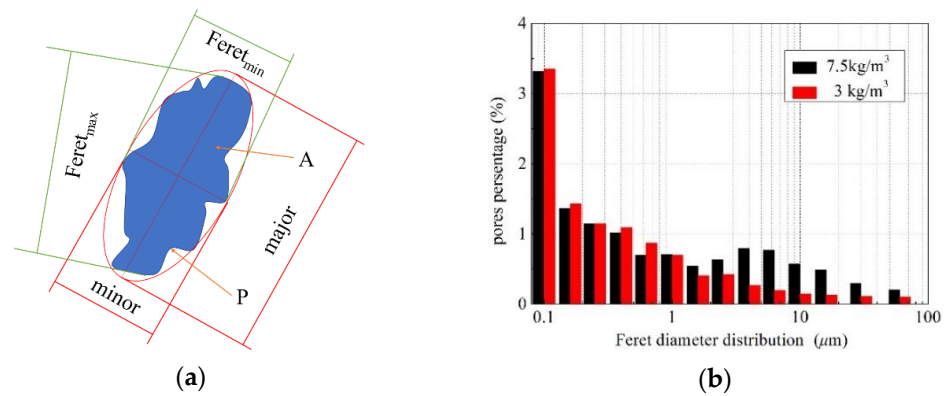 Feret_min
Feret_max
A
major
P
minor
(a)
7.5kg/m³
3 kg/m³
pores persentage (%)
4
3
2
1
0
0.1
1
10
100
Feret diameter distribution (μm)
(b)